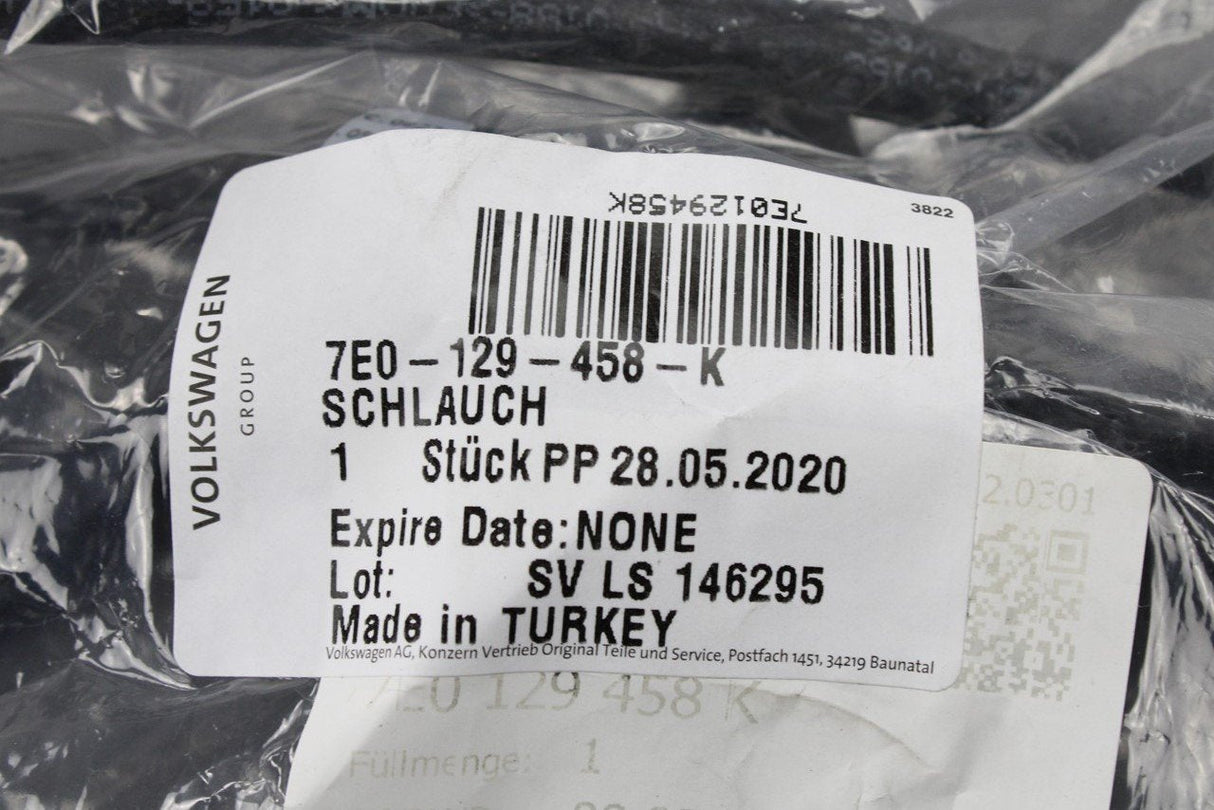 7E0129458K
3822
VOLKSWAGEN
GROUP
7E0-129-458-K
SCHLAUCH
1 Stück PP 28.05.2020
Expire Date:NONE
Lot: SV LS 146295
Made in TURKEY
Volkswagen AG, Konzern Vertrieb Original Teile und Service, Postfach 1451, 34219 Baunatal
2.0301
7E0 129 458 K
Füllmenge: 1